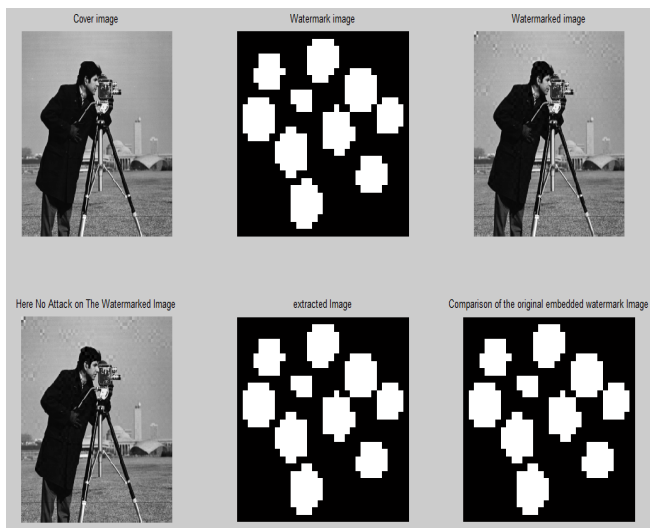 Cover image
Watermark image
Watermarked image
Here No Attack on The Watermarked Image
extracted Image
Comparison of the original embedded watermark Image